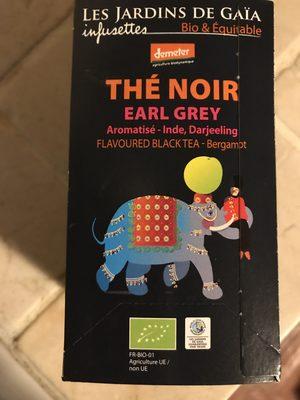 LES JARDINS DE GAÏA
infusettes
Bio & Équitable
demeter
agriculture biodynamique
THÉ NOIR
EARL GREY
Aromatisé - Inde, Darjeeling
FLAVOURED BLACK TEA - Bergamot
FR-BIO-01
Agriculture UE /
non UE